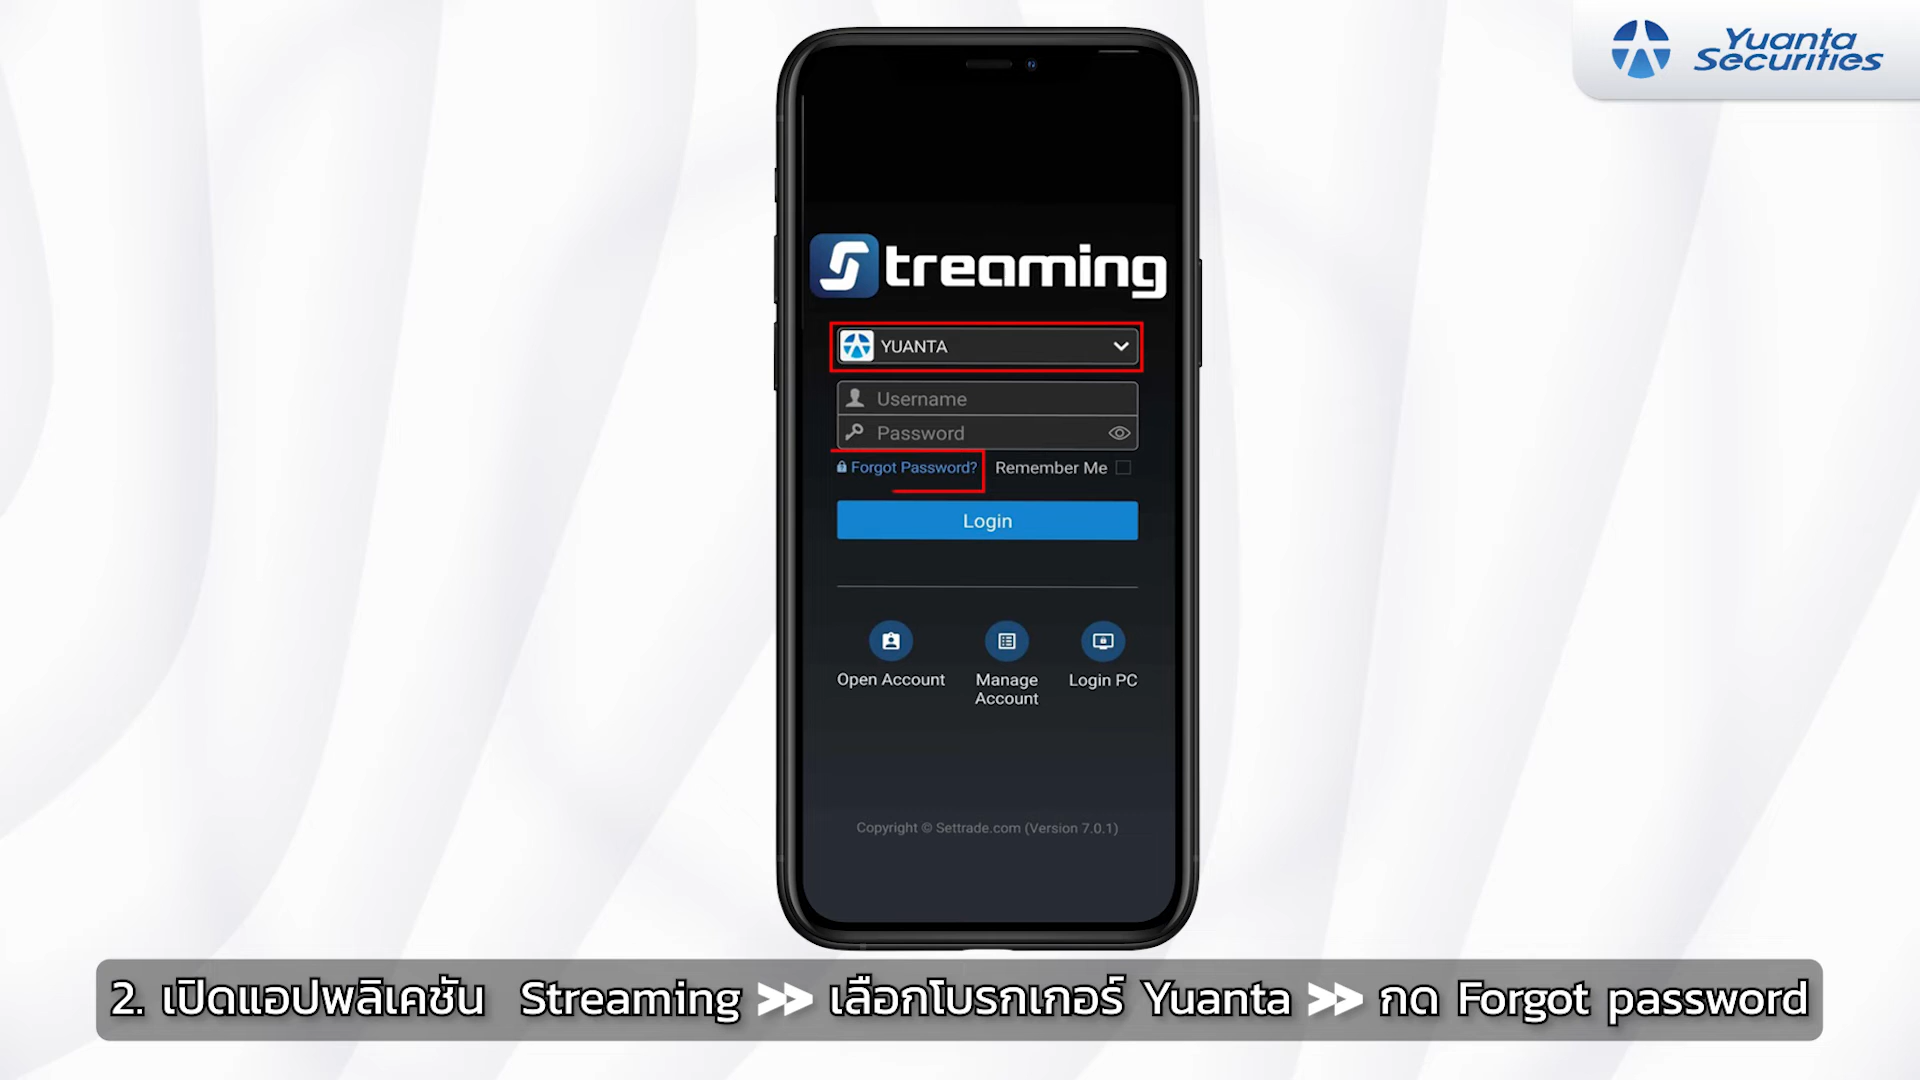 Yuanta
Securities
Streaming
YUANTA
Username
Password
Forgot Password? Remember Me
Login
Open Account
Manage
Account
Login PC
Copyright © Settrade.com (Version 7.0.1)
2. เปิดแอปพลิเคชัน Streaming >> เลือกโบรกเกอร์ Yuanta >> กด Forgot password